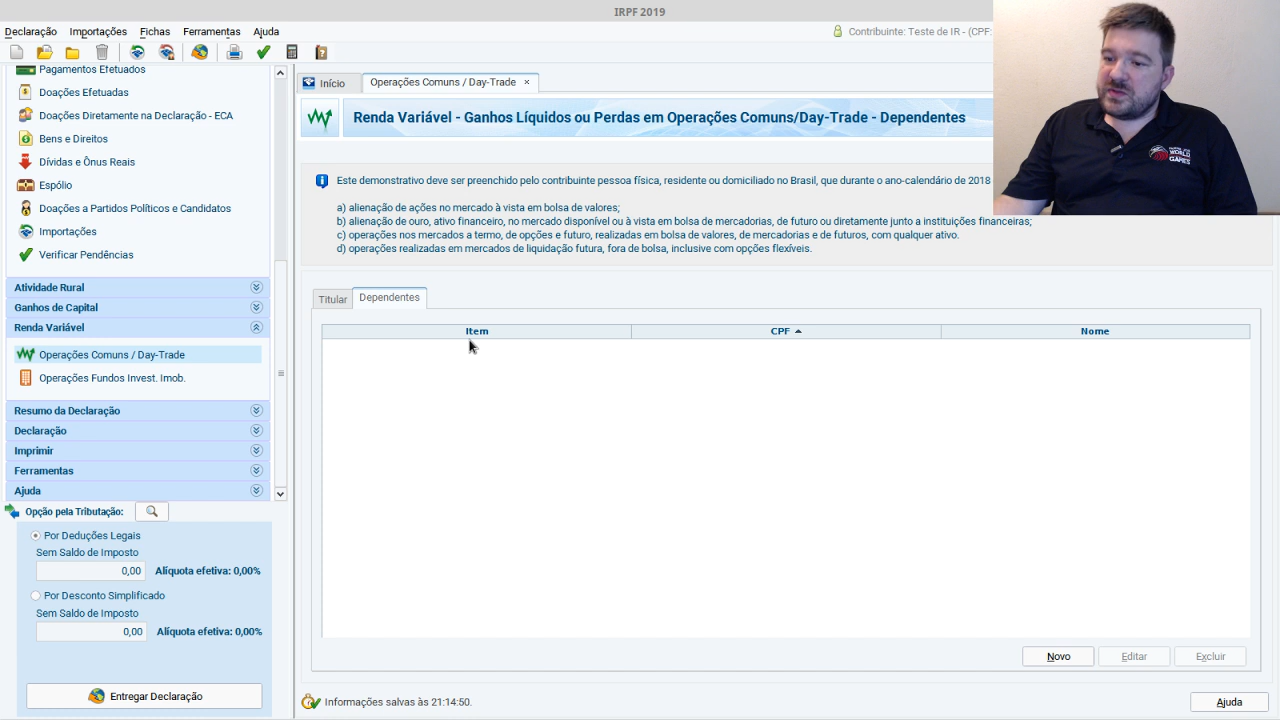 IRPF 2019
Declaração Importações Fichas Ferramentas Ajuda
Contribuinte: Teste de IR - (CPF:
Pagamentos Efetuados
Doações Efetuadas
Doações Diretamente na Declaração - ECA
Bens e Direitos
Dívidas e Ônus Reais
Espólio
Doações a Partidos Políticos e Candidatos
Importações
Verificar Pendências
Atividade Rural
Ganhos de Capital
Renda Variável
Operações Comuns / Day-Trade
Operações Fundos Invest. Imob.
Resumo da Declaração
Declaração
Imprimir
Ferramentas
Ajuda
Opção pela Tributação:
Por Deduções Legais
Sem Saldo de Imposto
0,00 Alíquota efetiva: 0,00%
Por Desconto Simplificado
Sem Saldo de Imposto
0,00 Alíquota efetiva: 0,00%
Entregar Declaração
Início Operações Comuns / Day-Trade ×
Renda Variável - Ganhos Líquidos ou Perdas em Operações Comuns/Day-Trade - Dependentes
Este demonstrativo deve ser preenchido pelo contribuinte pessoa física, residente ou domiciliado no Brasil, que durante o ano-calendário de 2018
a) alienação de ações no mercado à vista em bolsa de valores;
b) alienação de ouro, ativo financeiro, no mercado disponível ou à vista em bolsa de mercadorias, de futuro ou diretamente junto a instituições financeiras;
c) operações nos mercados a termo, de opções e futuro, realizadas em bolsa de valores, de mercadorias e de futuros, com qualquer ativo.
d) operações realizadas em mercados de liquidação futura, fora de bolsa, inclusive com opções flexíveis.
Titular Dependentes
Item CPF Nome
Novo Editar Excluir
Informações salvas às 21:14:50.
Ajuda
WORLD
GAMES